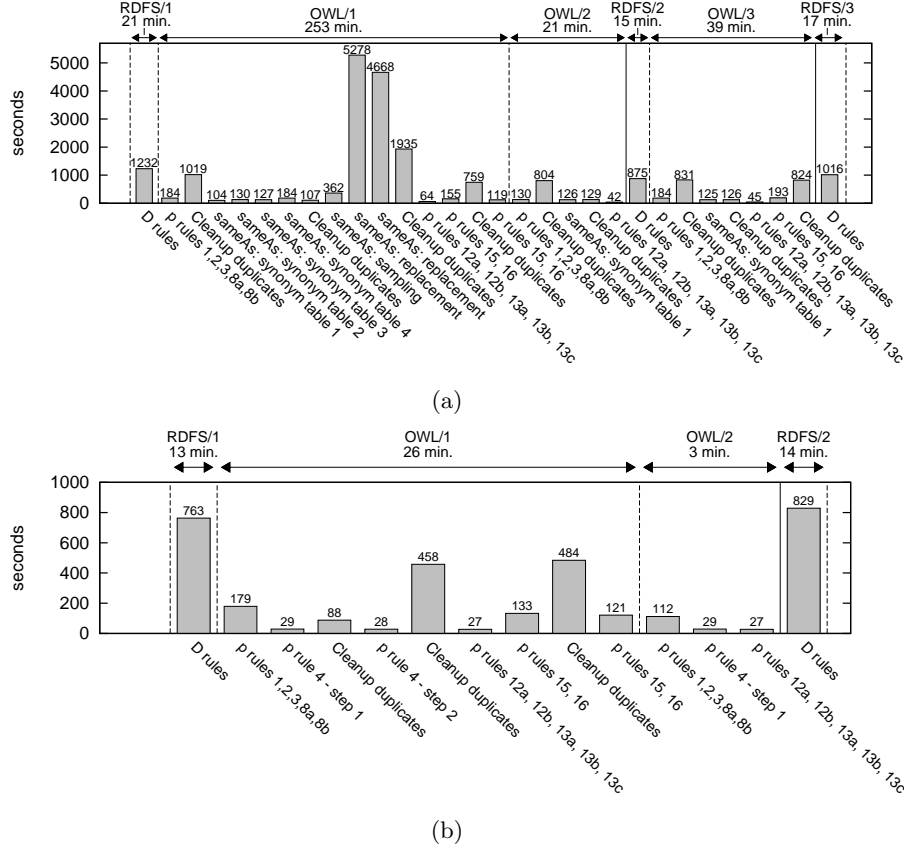 RDFS/1 OWL/1 OWL/2 RDFS/2 OWL/3 RDFS/3
21 min. 253 min. 21 min. 15 min. 39 min. 17 min.
seconds
5000
4000
3000
2000
1000
0
1232
184
1019
104
130
127
184
107
362
5278
4668
1935
64
155
759
119
130
804
126
129
42
875
184
831
125
126
45
193
824
1016
D rules
p rules 1,2,3,8a,8b
Cleanup duplicates
sameAs: synonym table 1
sameAs: synonym table 2
sameAs: synonym table 3
sameAs: synonym table 4
Cleanup duplicates
sameAs: sampling
sameAs: replacement
sameAs: replacement
Cleanup duplicates
p rules 12a, 12b, 13a, 13b, 13c
p rules 15, 16
Cleanup duplicates
p rules 15, 16
p rules 1,2,3,8a,8b
Cleanup duplicates
sameAs: synonym table 1
Cleanup duplicates
p rules 12a, 12b, 13a, 13b, 13c
D rules
p rules 1,2,3,8a,8b
Cleanup duplicates
sameAs: synonym table 1
Cleanup duplicates
p rules 12a, 12b, 13a, 13b, 13c
p rules 15, 16
Cleanup duplicates
D rules
(a)
RDFS/1 OWL/1 OWL/2 RDFS/2
13 min. 26 min. 3 min. 14 min.
seconds
1000
800
600
400
200
0
763
179
29
88
28
458
27
133
484
121
112
29
27
829
D rules
p rules 1,2,3,8a,8b
p rule 4 - step 1
Cleanup duplicates
p rule 4 - step 2
Cleanup duplicates
p rules 12a, 12b, 13a, 13b, 13c
p rules 15, 16
Cleanup duplicates
p rules 15, 16
p rules 1,2,3,8a,8b
p rule 4 - step 1
p rules 12a, 12b, 13a, 13b, 13c
D rules
(b)